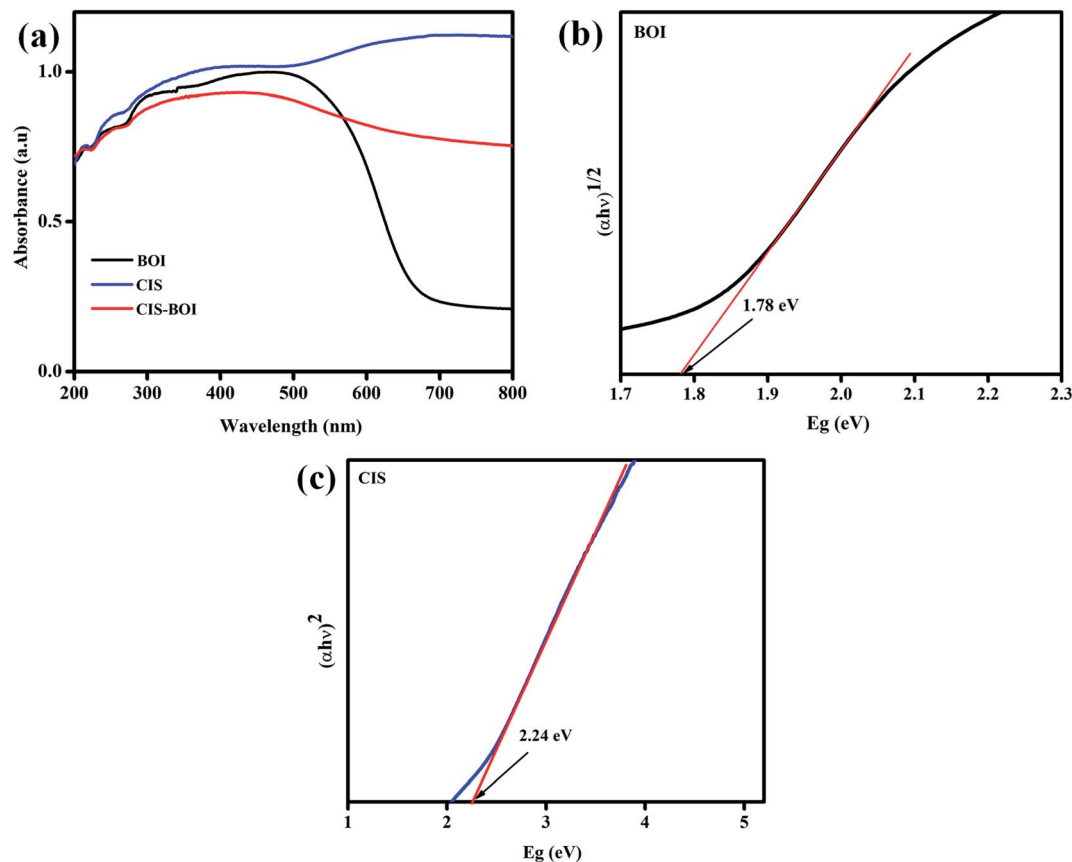 (a)
1.0
0.5
0.0
Absorbance (a.u)
BOI
CIS
CIS-BOI
200 300 400 500 600 700 800
Wavelength (nm)
(b)
BOI
(αhν)1/2
1.78 eV
1.7 1.8 1.9 2.0 2.1 2.2 2.3
Eg (eV)
(c)
CIS
(αhν)2
2.24 eV
1 2 3 4 5
Eg (eV)